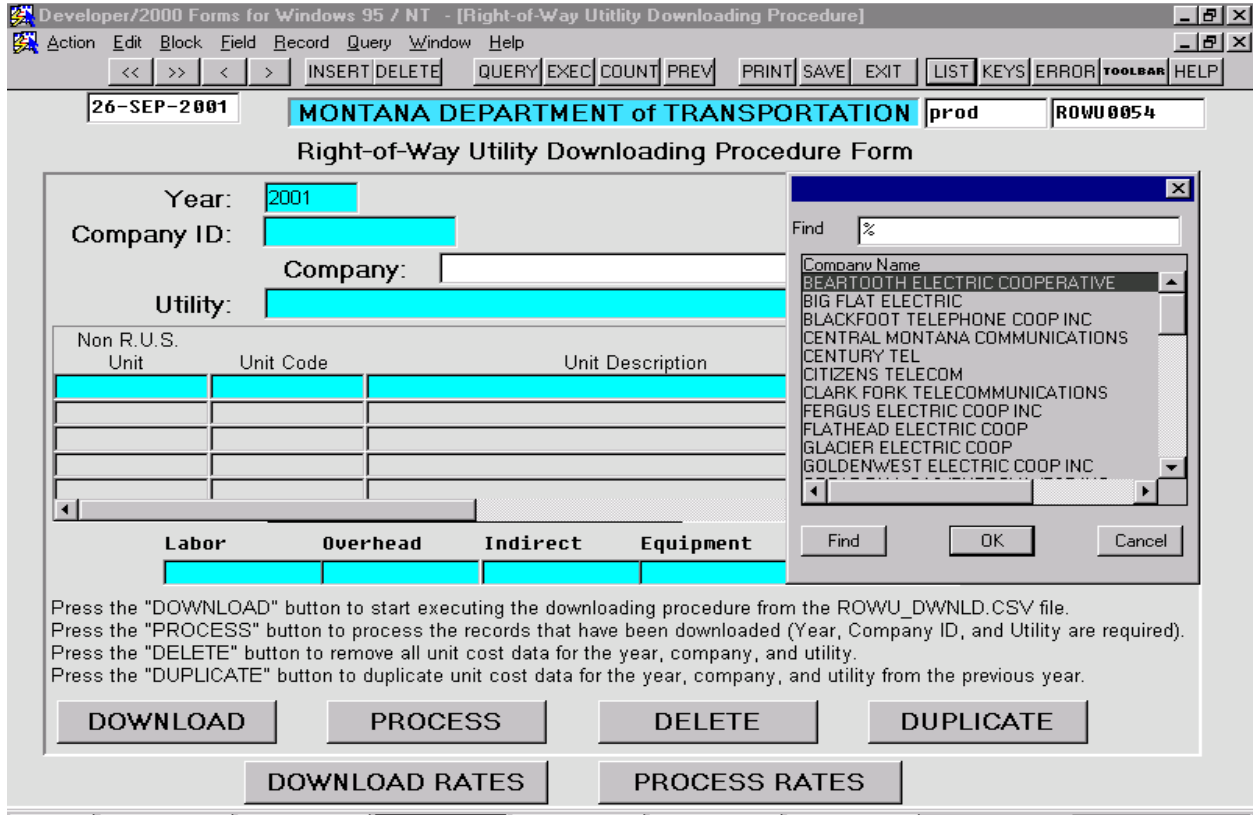 Developer/2000 Forms for Windows 95 / NT - [Right-of-Way Utitlity Downloading Procedure]
Action Edit Block Field Record Query Window Help
<< >> < > INSERT DELETE QUERY EXEC COUNT PREV PRINT SAVE EXIT LIST KEYS ERROR TOOLBAR HELP
26-SEP-2001 MONTANA DEPARTMENT of TRANSPORTATION prod ROWU0054
Right-of-Way Utility Downloading Procedure Form
Year: 2001
Company ID:
Company:
Utility:
Non R.U.S.
Unit Unit Code Unit Description
Find %
Company Name
BEARTOOTH ELECTRIC COOPERATIVE
BIG FLAT ELECTRIC
BLACKFOOT TELEPHONE COOP INC
CENTRAL MONTANA COMMUNICATIONS
CENTURY TEL
CITIZENS TELECOM
CLARK FORK TELECOMMUNICATIONS
FERGUS ELECTRIC COOP INC
FLATHEAD ELECTRIC COOP
GLACIER ELECTRIC COOP
GOLDENWEST ELECTRIC COOP INC
Find OK Cancel
Labor Overhead Indirect Equipment
Press the "DOWNLOAD" button to start executing the downloading procedure from the ROWU_DWNLD.CSV file.
Press the "PROCESS" button to process the records that have been downloaded (Year, Company ID, and Utility are required).
Press the "DELETE" button to remove all unit cost data for the year, company, and utility.
Press the "DUPLICATE" button to duplicate unit cost data for the year, company, and utility from the previous year.
DOWNLOAD PROCESS DELETE DUPLICATE
DOWNLOAD RATES PROCESS RATES